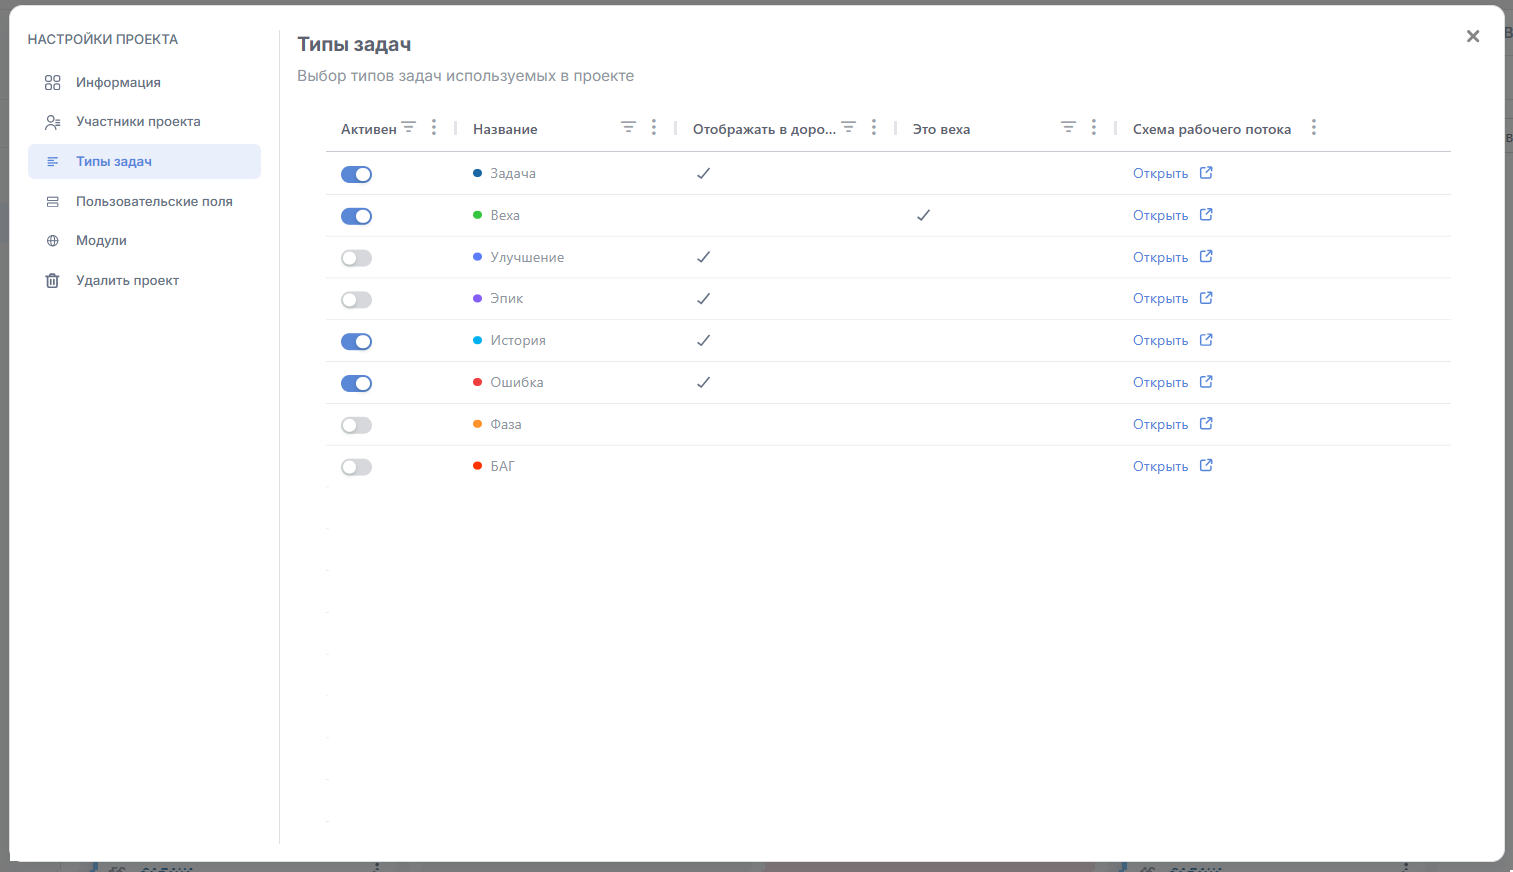 НАСТРОЙКИ ПРОЕКТА
Информация
Участники проекта
Типы задач
Пользовательские поля
Модули
Удалить проект
Типы задач
Выбор типов задач используемых в проекте
Активен Название Отображать в доро... Это веха Схема рабочего потока
Задача Открыть
Веха Открыть
Улучшение Открыть
Эпик Открыть
История Открыть
Ошибка Открыть
Фаза Открыть
БАГ Открыть